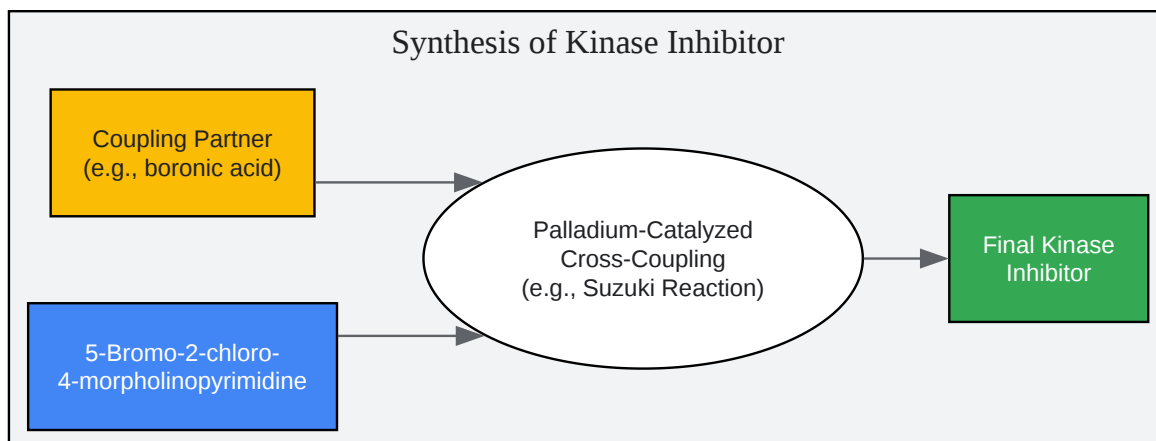 Synthesis of Kinase Inhibitor
Coupling Partner
(e.g., boronic acid)
Palladium-Catalyzed
Cross-Coupling
(e.g., Suzuki Reaction)
Final Kinase
Inhibitor
5-Bromo-2-chloro-
4-morpholinopyrimidine